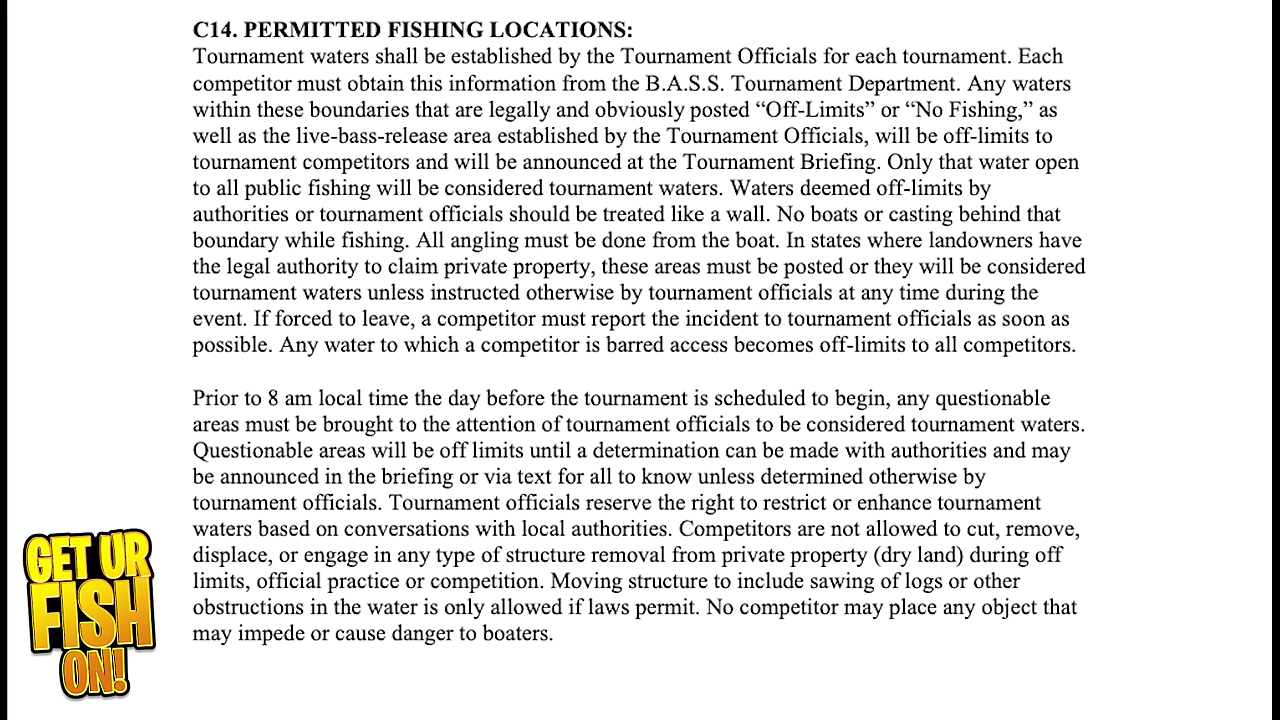 C14. PERMITTED FISHING LOCATIONS:
Tournament waters shall be established by the Tournament Officials for each tournament. Each
competitor must obtain this information from the B.A.S.S. Tournament Department. Any waters
within these boundaries that are legally and obviously posted “Off-Limits” or “No Fishing,” as
well as the live-bass-release area established by the Tournament Officials, will be off-limits to
tournament competitors and will be announced at the Tournament Briefing. Only that water open
to all public fishing will be considered tournament waters. Waters deemed off-limits by
authorities or tournament officials should be treated like a wall. No boats or casting behind that
boundary while fishing. All angling must be done from the boat. In states where landowners have
the legal authority to claim private property, these areas must be posted or they will be considered
tournament waters unless instructed otherwise by tournament officials at any time during the
event. If forced to leave, a competitor must report the incident to tournament officials as soon as
possible. Any water to which a competitor is barred access becomes off-limits to all competitors.
Prior to 8 am local time the day before the tournament is scheduled to begin, any questionable
areas must be brought to the attention of tournament officials to be considered tournament waters.
Questionable areas will be off limits until a determination can be made with authorities and may
be announced in the briefing or via text for all to know unless determined otherwise by
tournament officials. Tournament officials reserve the right to restrict or enhance tournament
waters based on conversations with local authorities. Competitors are not allowed to cut, remove,
displace, or engage in any type of structure removal from private property (dry land) during off
limits, official practice or competition. Moving structure to include sawing of logs or other
obstructions in the water is only allowed if laws permit. No competitor may place any object that
may impede or cause danger to boaters.
GET UR
FISH
ON!